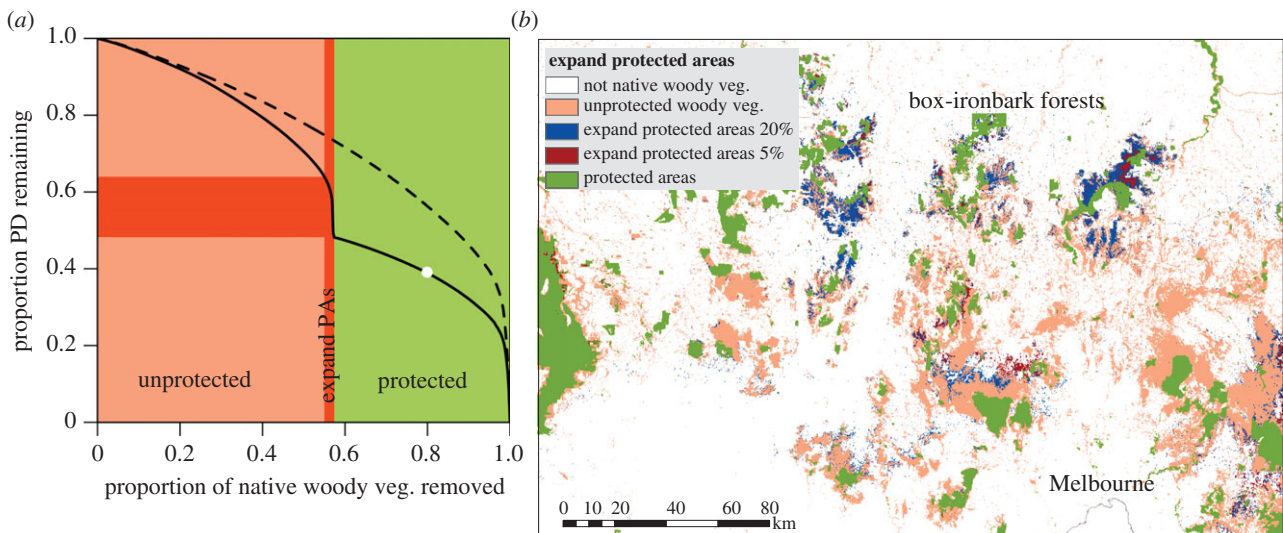 (a)
1.0
0.8
0.6
0.4
0.2
0
proportion PD remaining
unprotected
expand PAs
protected
0
0.2
0.4
0.6
0.8
1.0
proportion of native woody veg. removed
(b)
expand protected areas
not native woody veg.
unprotected woody veg.
expand protected areas 20%
expand protected areas 5%
protected areas
box-ironbark forests
Melbourne
0 10 20 40 60 80
km